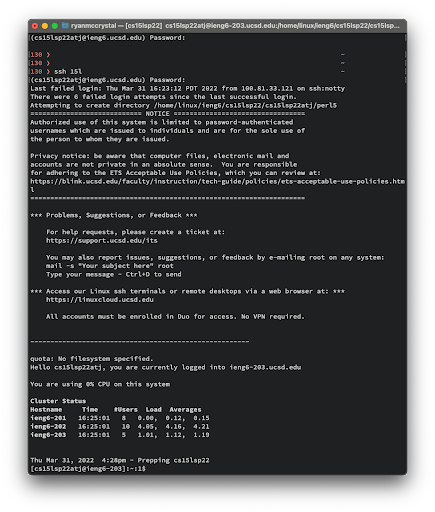 ryanmccrystal — [cs15lsp22] cs15lsp22atj@ieng6-203.ucsd.edu:/home/linux/ieng6/cs15lsp22/cs15lsp...
(cs15lsp22atj@ieng6.ucsd.edu) Password:
|130 ❯ ~
|130 ❯ ~
|130 ❯ ssh 15l
(cs15lsp22atj@ieng6.ucsd.edu) Password:
Last failed login: Thu Mar 31 16:23:12 PDT 2022 from 100.81.33.121 on ssh:notty
There were 6 failed login attempts since the last successful login.
Attempting to create directory /home/linux/ieng6/cs15lsp22/cs15lsp22atj/perl5
============================ NOTICE =================================
Authorized use of this system is limited to password-authenticated
usernames which are issued to individuals and are for the sole use of
the person to whom they are issued.
Privacy notice: be aware that computer files, electronic mail and
accounts are not private in an absolute sense.  You are responsible
for adhering to the ETS Acceptable Use Policies, which you can review at:
https://blink.ucsd.edu/faculty/instruction/tech-guide/policies/ets-acceptable-use-policies.htm
l
=====================================================================
*** Problems, Suggestions, or Feedback ***
For help requests, please create a ticket at:
https://support.ucsd.edu/its
You may also report issues, suggestions, or feedback by e-mailing root on any system:
mail -s "Your subject here" root
Type your message - Ctrl+D to send
*** Access our Linux ssh terminals or remote desktops via a web browser at: ***
https://linuxcloud.ucsd.edu
All accounts must be enrolled in Duo for access. No VPN required.
-------------------------------------------------------
quota: No filesystem specified.
Hello cs15lsp22atj, you are currently logged into ieng6-203.ucsd.edu
You are using 0% CPU on this system
Cluster Status
Hostname     Time    #Users  Load  Averages
ieng6-201   16:25:01   8   0.00,  0.12,  0.15
ieng6-202   16:25:01   10  4.05,  4.16,  4.21
ieng6-203   16:25:01   5   1.01,  1.12,  1.19
Thu Mar 31, 2022  4:28pm - Prepping cs15lsp22
[cs15lsp22atj@ieng6-203]:~:1$